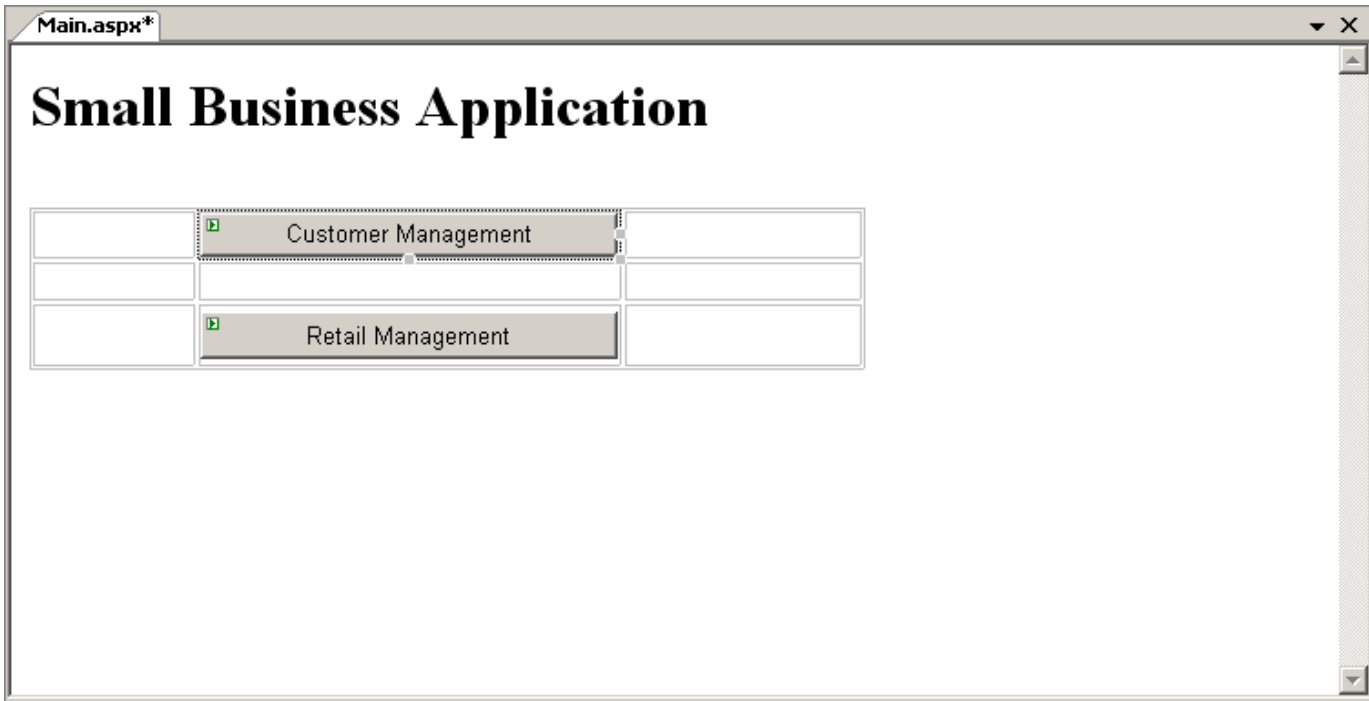 Main.aspx*
Small Business Application
Customer Management
Retail Management